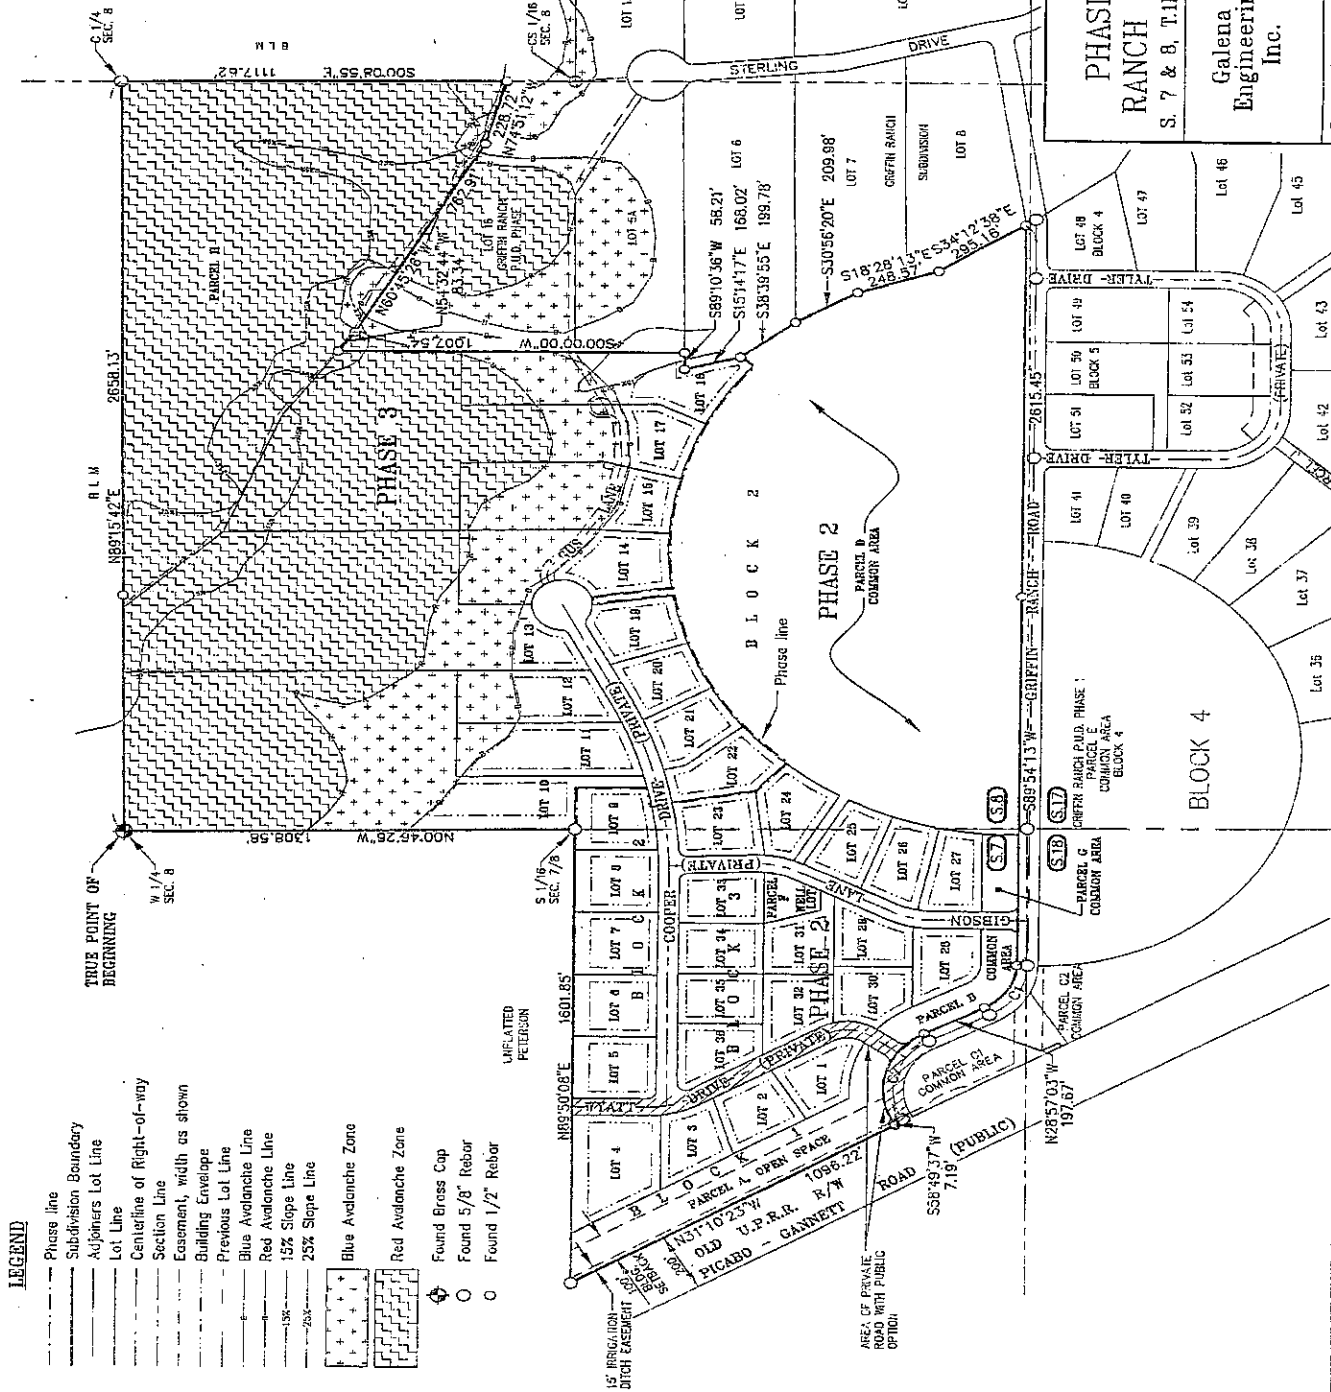 LEGEND
Phase line
Subdivision Boundary
Adjoiners Lot Line
Lot Line
Centerline of Right-of-way
Section Line
Easement, width as shown
Building Envelope
Previous Lot Line
Blue Avalanche Line
Red Avalanche Line
15% Slope Line
25% Slope Line
Blue Avalanche Zone
Red Avalanche Zone
Found Brass Cap
Found 5/8" Rebar
Found 1/2" Rebar
TRUE POINT OF
BEGINNING
W 1/4
SEC. 8
C 1/4
SEC. 8
CS 1/16
SEC. 8
S 1/16
SEC. 7/8
B L M
N89°15'42"E
2658.13'
B L M
S00°08'55"E
1117.62'
228.72'
N74°51'12"W
N60°45'26"W
N54°32'44"W
83.34'
S00°00'00"W
1,007.54'
S89°10'36"W 58.21'
S15°14'17"E 168.02'
S38°39'55"E 199.78'
S30°56'20"E 209.98'
S18°28'13"E
248.57'
S34°12'38"E
295.16'
N00°46'26"W
1308.58'
N89°50'08"E
1601.85'
UNPLATTED
PETERSON
PARCEL H
PHASE 3
LOT 16
GRIFFIN RANCH
P.U.D. PHASE 1
LOT 5A
LOT 6
LOT 7
GRIFFIN RANCH
SUBDIVISION
LOT 8
STERLING
DRIVE
LOT 4
LOT 3
LOT 2
LOT 1
LOT 5
LOT 6
LOT 7
LOT 8
LOT 9
LOT 10
LOT 11
LOT 12
LOT 13
LOT 14
LOT 15
LOT 17
LOT 18
LOT 19
LOT 20
LOT 21
LOT 22
LOT 23
LOT 24
LOT 25
LOT 26
LOT 27
LOT 28
LOT 30
LOT 31
LOT 32
LOT 33
LOT 34
LOT 35
LOT 36
B L O C K 2
B L O C K 3
B L O C K 1
WELL
LOT
COOPER
DRIVE
(PRIVATE)
(PRIVATE)
LANE
GIBSON
LANE
WYATT
DRIVE
(PRIVATE)
PHASE 2
B L O C K 2
PHASE 2
PARCEL D
COMMON AREA
Phase line
PARCEL A, OPEN SPACE
N31°10'23"W
1096.22'
OLD U.P.R.R. R/W
PICABO - GANNETT ROAD (PUBLIC)
15' IRRIGATION
DITCH EASEMENT
100'
BLDG.
SETBACK
200'
AREA OF PRIVATE
ROAD WITH PUBLIC
OPTION
S58°49'37"W
7.19'
N28°57'03"W
197.67'
PARCEL B
C1
PARCEL C1
COMMON AREA
PARCEL C2
COMMON AREA
COMMON
AREA
PARCEL G
COMMON AREA
S.7
S.8
S.18
S.17
S89°54'13"W
GRIFFIN RANCH ROAD
2615.45'
GRIFFIN RANCH P.U.D. PHASE 1
PARCEL E
COMMON AREA
BLOCK 4
BLOCK 4
Lot 36
Lot 37
Lot 38
Lot 39
LOT 40
LOT 41
Lot 42
Lot 43
Lot 45
Lot 46
LOT 47
LOT 48
BLOCK 4
LOT 49
LOT 50
BLOCK 5
LOT 51
Lot 52
Lot 53
Lot 54
TYLER DRIVE
TYLER DRIVE
(PRIVATE)
PHASE
RANCH
Galena
Engineerin
Inc.